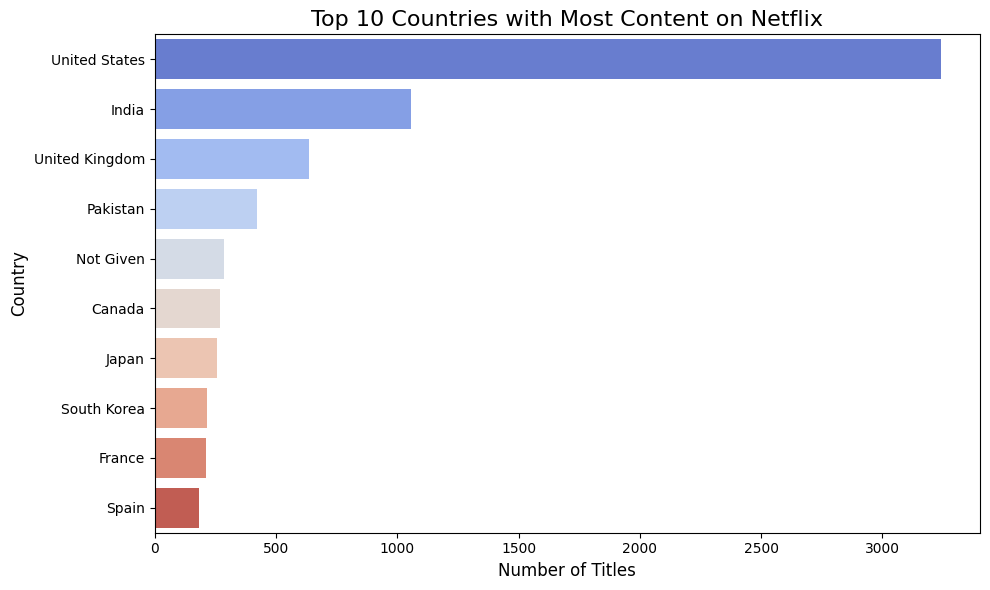 Top 10 Countries with Most Content on Netflix
United States
India
United Kingdom
Pakistan
Not Given
Canada
Japan
South Korea
France
Spain
Country
0 500 1000 1500 2000 2500 3000
Number of Titles